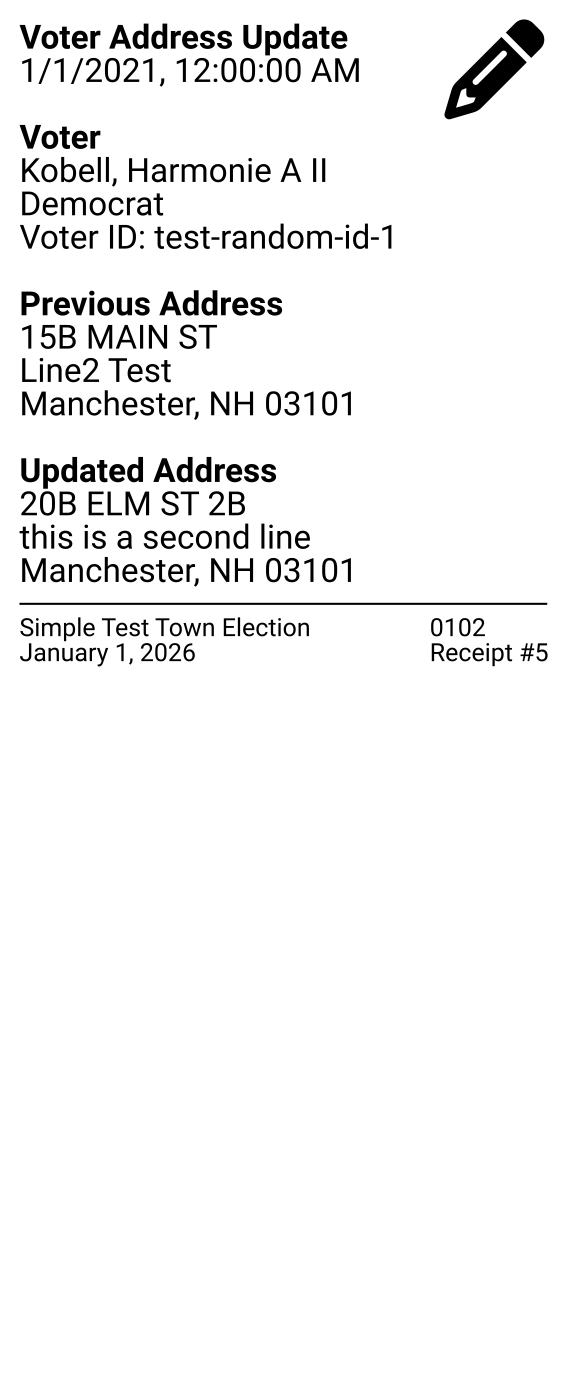 Voter Address Update
1/1/2021, 12:00:00 AM
Voter
Kobell, Harmonie A II
Democrat
Voter ID: test-random-id-1
Previous Address
15B MAIN ST
Line2 Test
Manchester, NH 03101
Updated Address
20B ELM ST 2B
this is a second line
Manchester, NH 03101
Simple Test Town Election
January 1, 2026
0102
Receipt #5